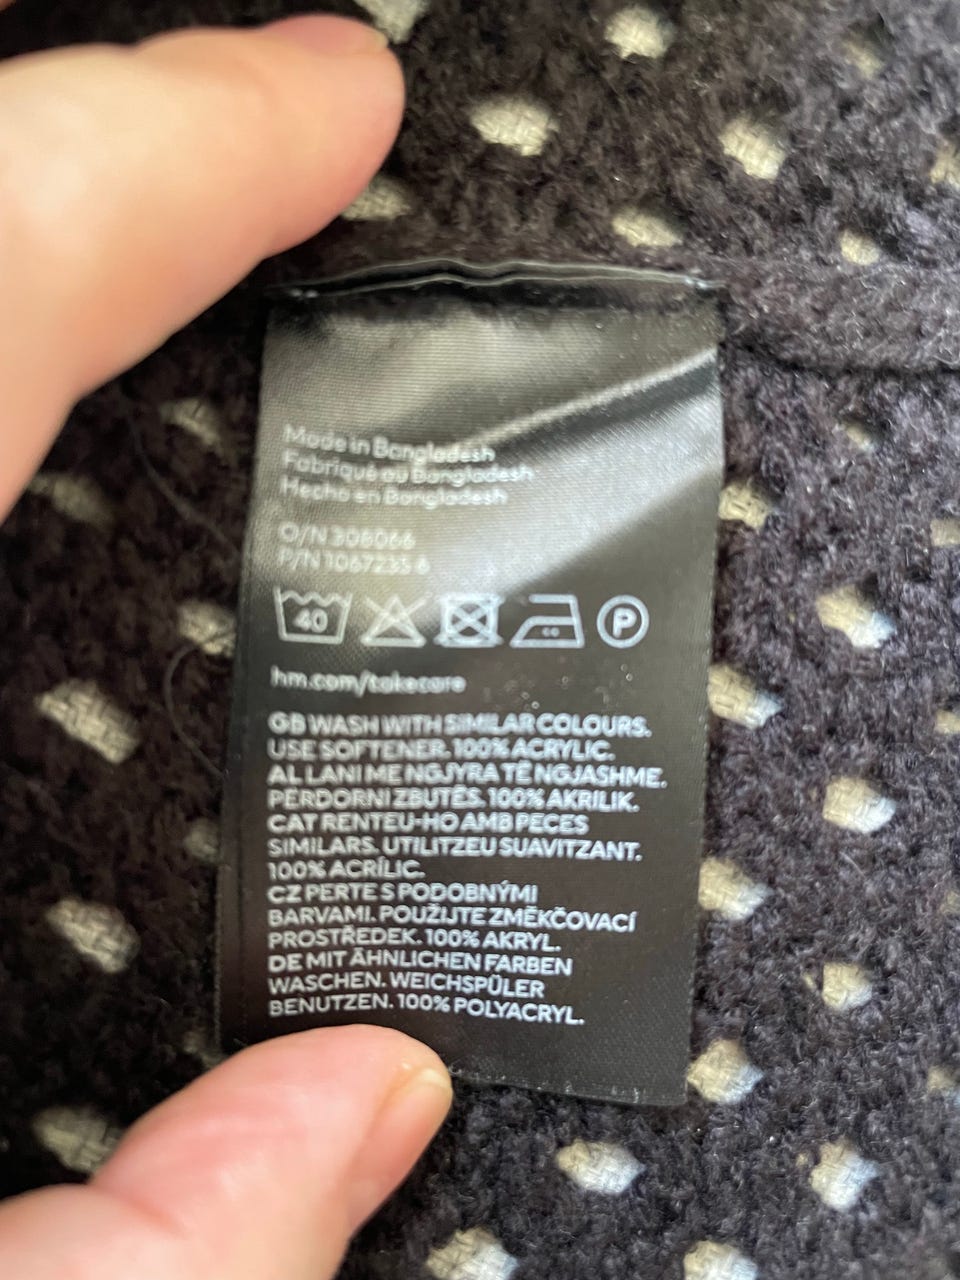 Made in Bangladesh
Fabriqué au Bangladesh
Hecho en Bangladesh
O/N 308066
P/N 1067235 6
40 P
hm.com/takecare
GB WASH WITH SIMILAR COLOURS.
USE SOFTENER. 100% ACRYLIC.
AL LANI ME NGJYRA TË NGJASHME.
PËRDORNI ZBUTËS. 100% AKRILIK.
CAT RENTEU-HO AMB PECES
SIMILARS. UTILITZEU SUAVITZANT.
100% ACRÍLIC.
CZ PERTE S PODOBNÝMI
BARVAMI. POUŽIJTE ZMĚKČOVACÍ
PROSTŘEDEK. 100% AKRYL.
DE MIT ÄHNLICHEN FARBEN
WASCHEN. WEICHSPÜLER
BENUTZEN. 100% POLYACRYL.